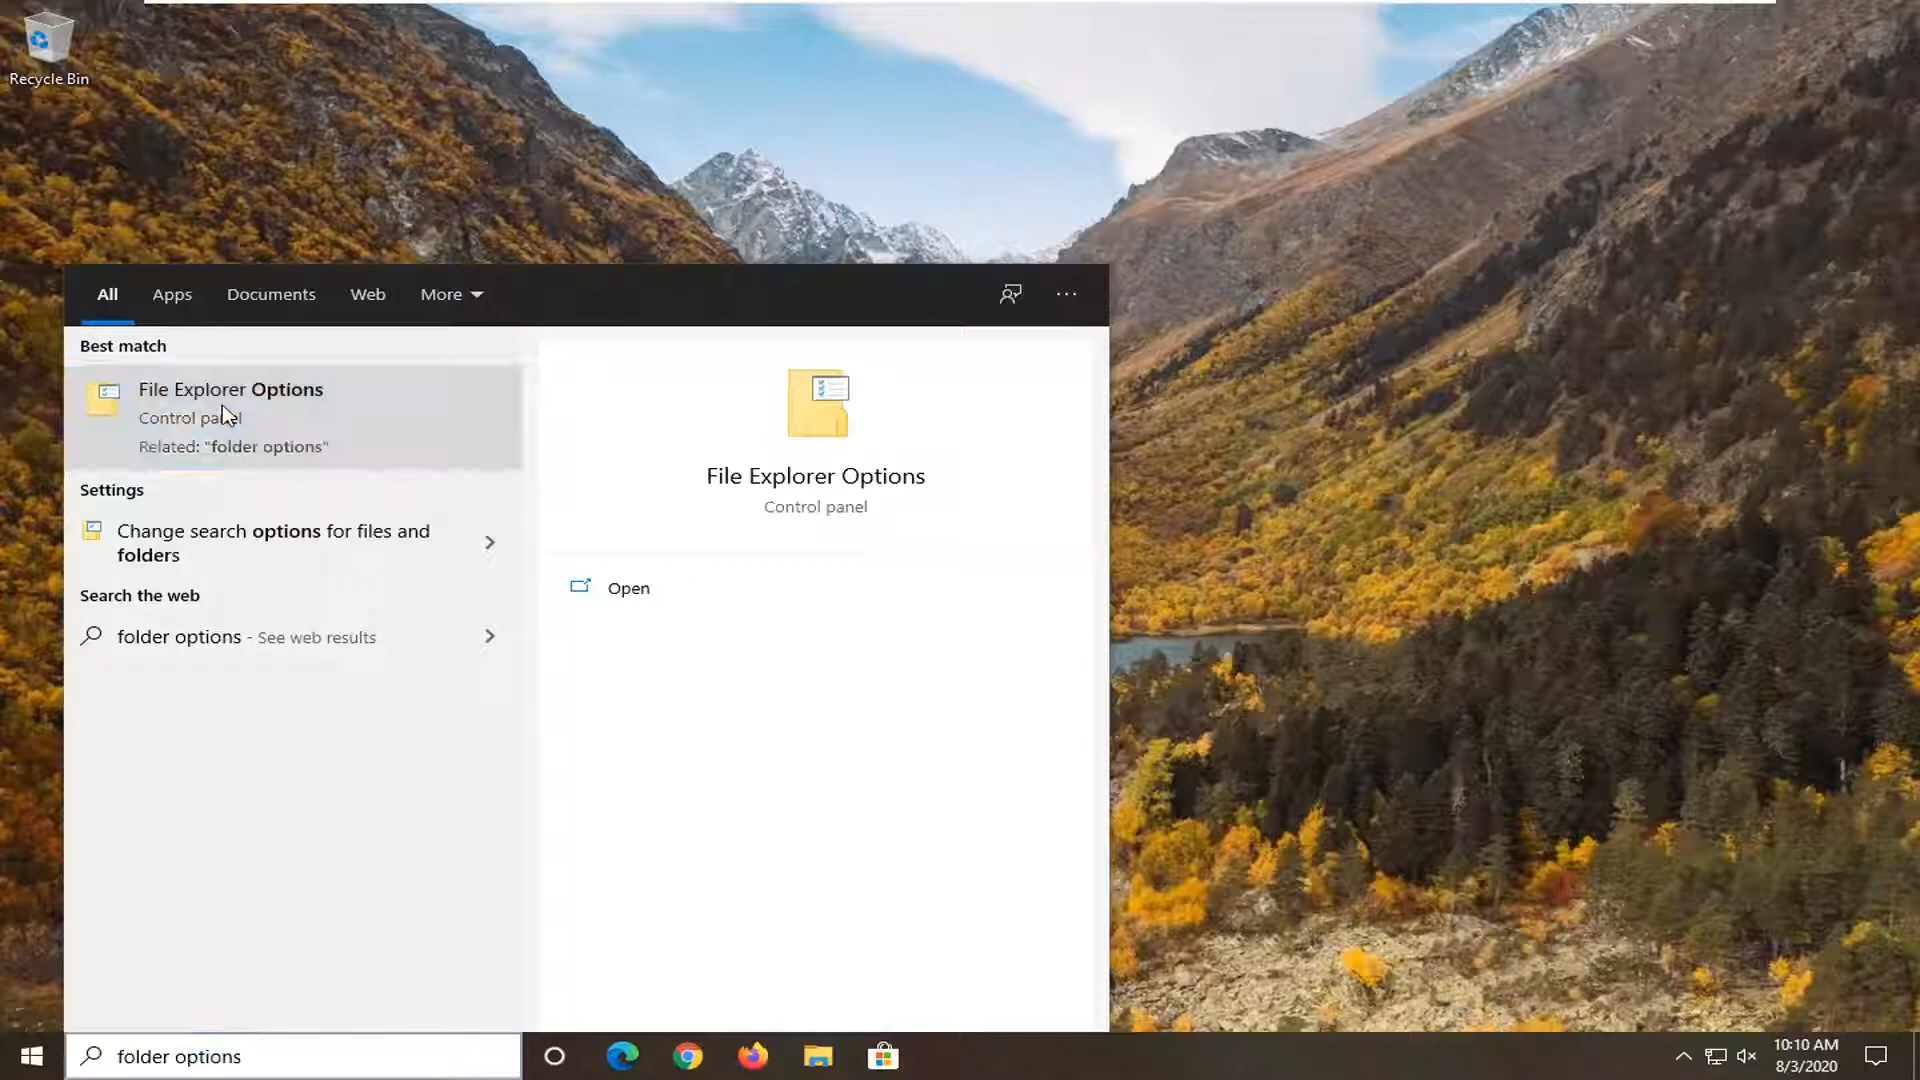 Recycle Bin
All Apps Documents Web More
Best match
File Explorer Options
Control panel
Related: "folder options"
Settings
Change search options for files and
folders
Search the web
folder options - See web results
File Explorer Options
Control panel
Open
folder options
10:10 AM
8/3/2020